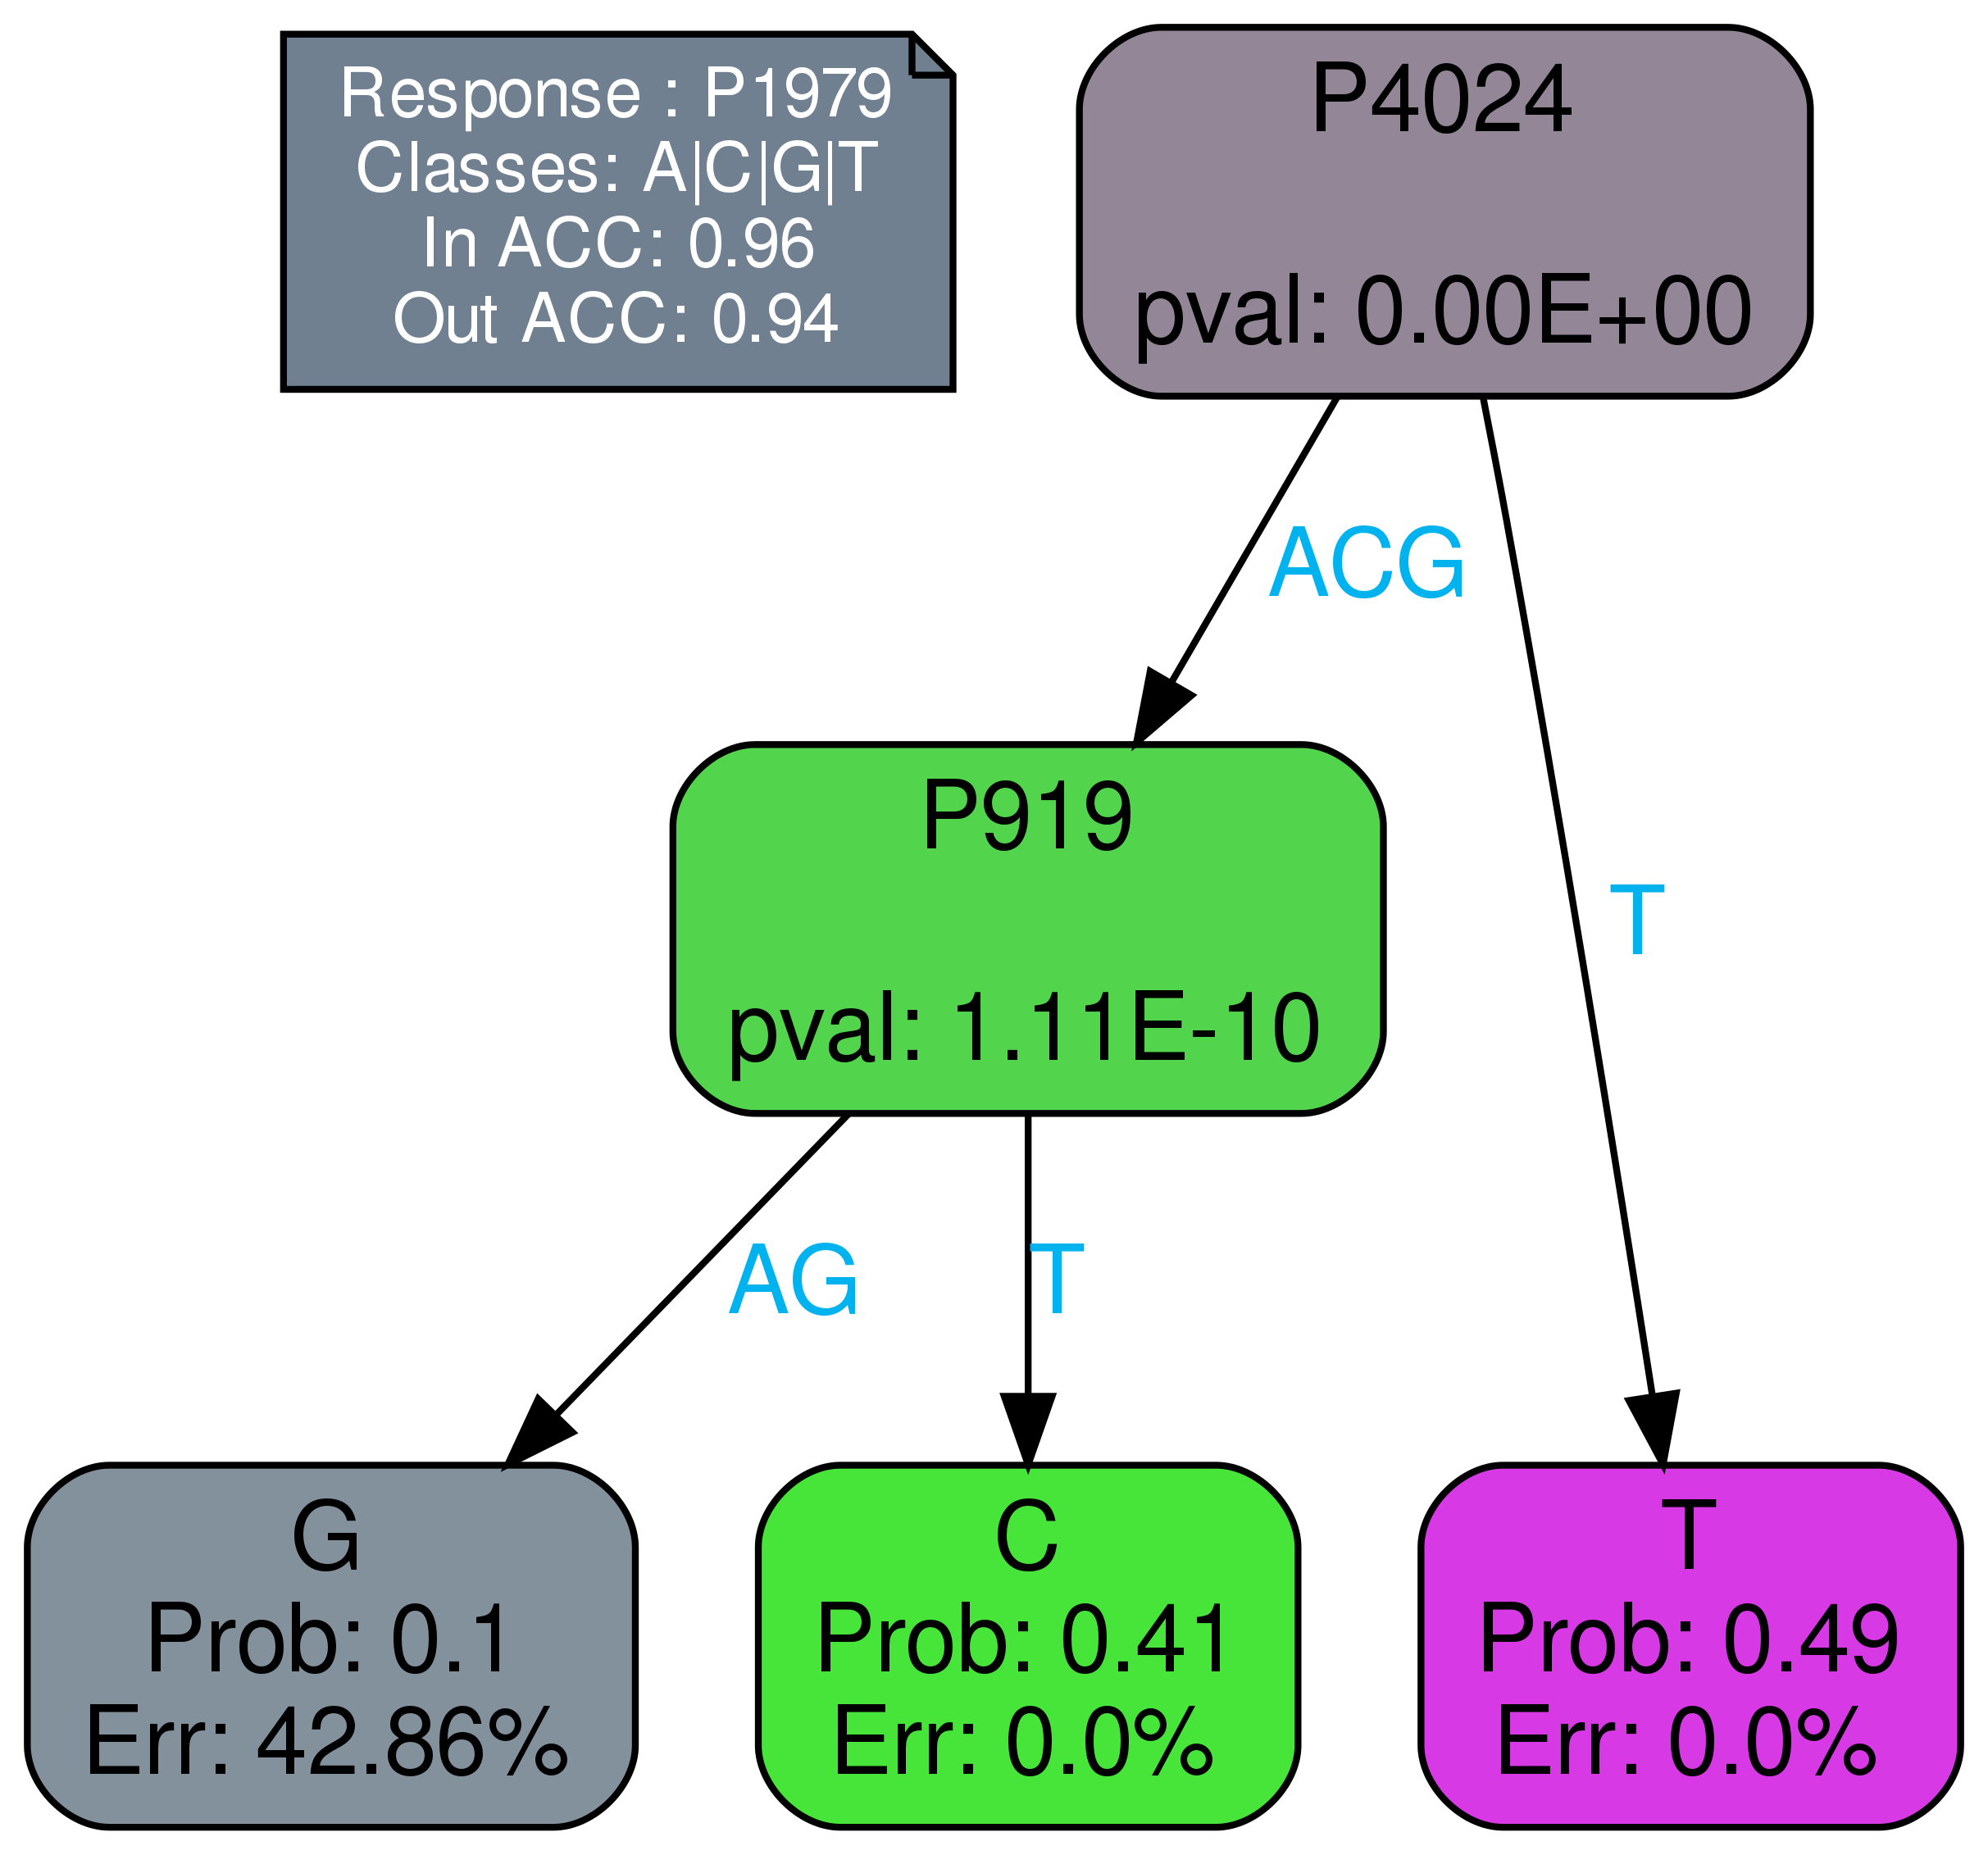 Response : P1979
Classes: A|C|G|T
In ACC: 0.96
Out ACC: 0.94
P4024
pval: 0.00E+00
ACG
P919
pval: 1.11E-10
T
AG
T
G
Prob: 0.1
Err: 42.86%
C
Prob: 0.41
Err: 0.0%
T
Prob: 0.49
Err: 0.0%